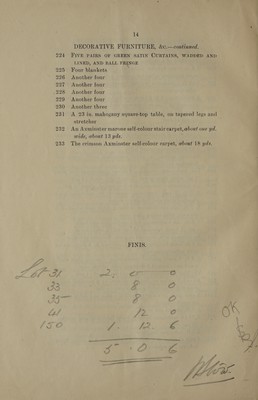 14
DECORATIVE FURNITURE, &c.—continued.
224 FIVE PAIRS OF GREEN SATIN CURTAINS, WADDED AND
LINED, AND BALL FRINGE
225 Four blankets
226 Another four
227 Another four
228 Another four
229 Another four
230 Another three
231 A 23 in. mahogany square-top table, on tapered legs and
stretcher
232 An Axminster maroon self-colour stair carpet, about one yd.
wide, about 13 yds.
233 The crimson Axminster self-colour carpet, about 18 yds.
FINIS.
Lot 31 2. 0 0
33 8 0
35 8 0
41 12 0
150 1. 12. 6
5 . 0 . 6
OK